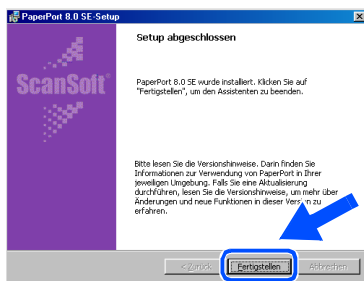 PaperPort 8.0 SE-Setup
ScanSoft®
Setup abgeschlossen
PaperPort 8.0 SE wurde installiert. Klicken Sie auf
"Fertigstellen", um den Assistenten zu beenden.
Bitte lesen Sie die Versionshinweise. Darin finden Sie
Informationen zur Verwendung von PaperPort in Ihrer
jeweiligen Umgebung. Falls Sie eine Aktualisierung
durchführen, lesen Sie die Versionshinweise, um mehr über
Änderungen und neue Funktionen in dieser Version zu
erfahren.
< Zurück
Fertigstellen
Abbrechen